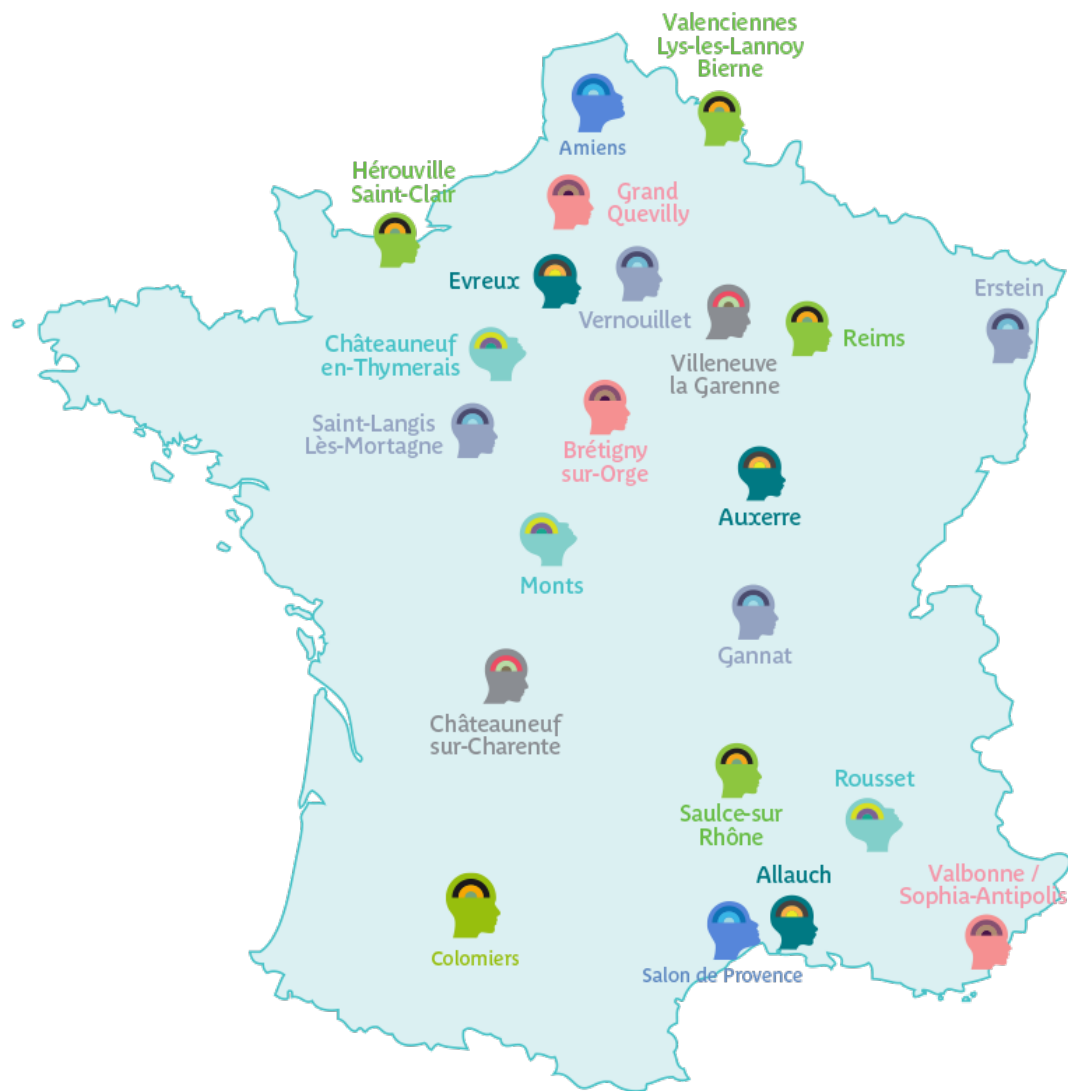 Valenciennes
Lys-les-Lannoy
Bierne
Amiens
Hérouville
Saint-Clair
Grand
Quevilly
Evreux
Vernouillet
Erstein
Châteauneuf
en-Thymerais
Villeneuve
la Garenne
Reims
Saint-Langis
Lès-Mortagne
Brétigny
sur-Orge
Auxerre
Monts
Gannat
Châteauneuf
sur-Charente
Saulce-sur
Rhône
Rousset
Allauch
Valbonne /
Sophia-Antipolis
Colomiers
Salon de Provence